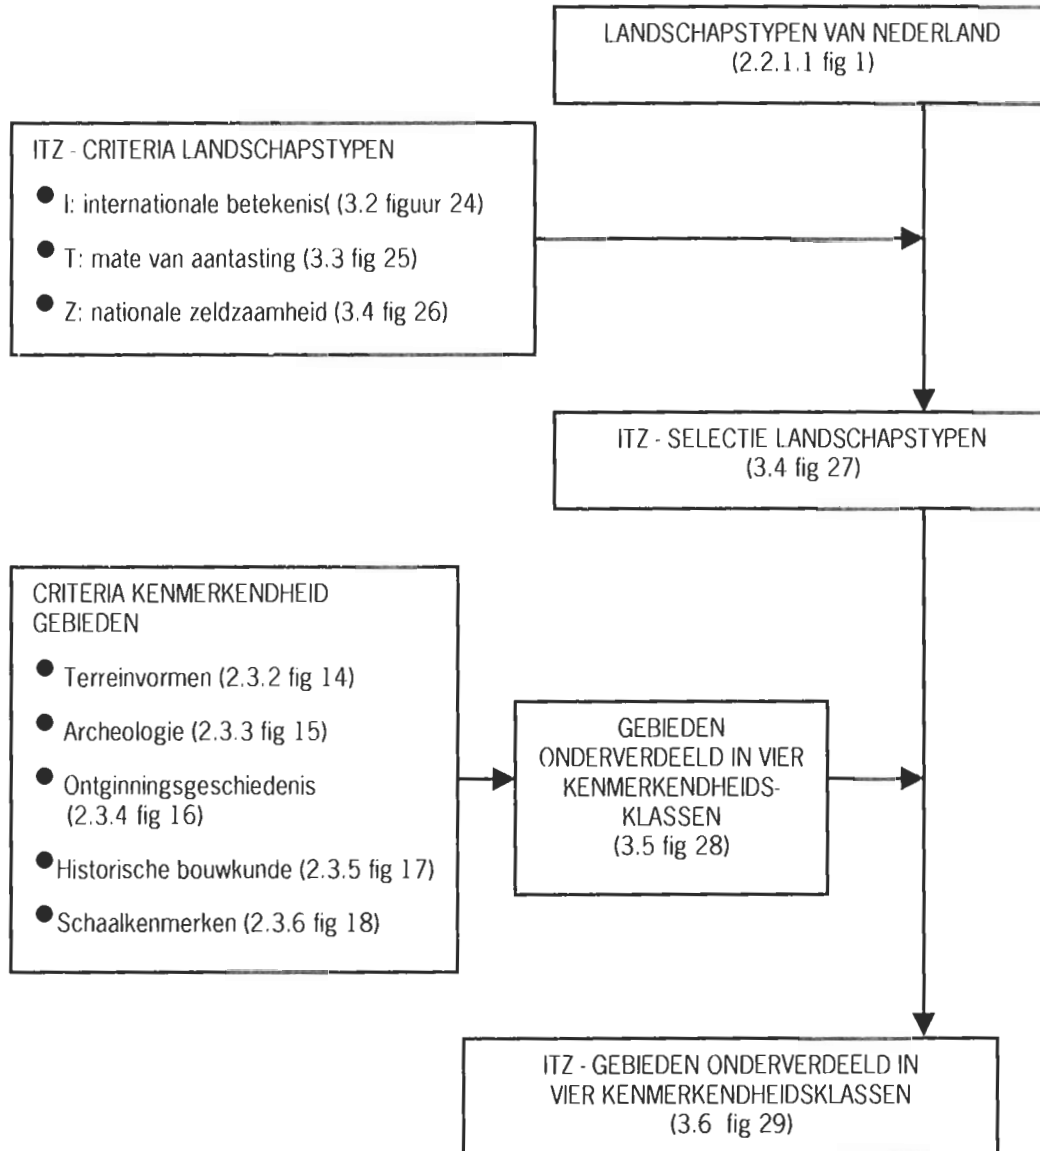 LANDSCHAPSTYPEN VAN NEDERLAND
(2.2.1.1 fig 1)
ITZ - CRITERIA LANDSCHAPSTYPEN
● I: internationale betekenis( (3.2 figuur 24)
● T: mate van aantasting (3.3 fig 25)
● Z: nationale zeldzaamheid (3.4 fig 26)
ITZ - SELECTIE LANDSCHAPSTYPEN
(3.4 fig 27)
CRITERIA KENMERKENDHEID
GEBIEDEN
● Terreinvormen (2.3.2 fig 14)
● Archeologie (2.3.3 fig 15)
● Ontginningsgeschiedenis
(2.3.4 fig 16)
● Historische bouwkunde (2.3.5 fig 17)
● Schaalkenmerken (2.3.6 fig 18)
GEBIEDEN
ONDERVERDEELD IN VIER
KENMERKENDHEIDS-
KLASSEN
(3.5 fig 28)
ITZ - GEBIEDEN ONDERVERDEELD IN
VIER KENMERKENDHEIDSKLASSEN
(3.6 fig 29)